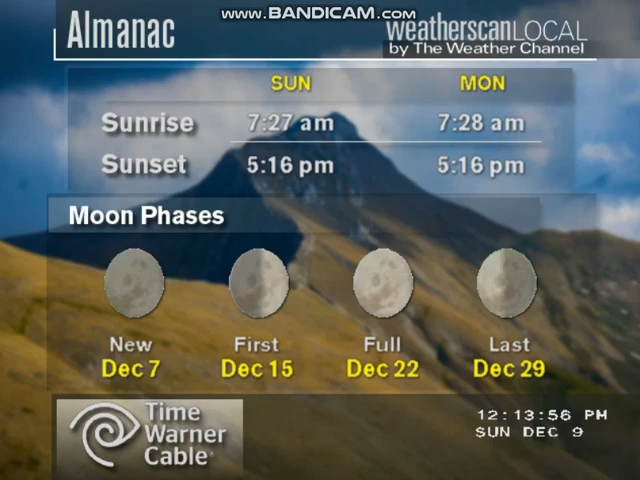 www.BANDICAM.com
Almanac
weatherscanLOCAL
by The Weather Channel
SUN MON
Sunrise 7:27 am 7:28 am
Sunset 5:16 pm 5:16 pm
Moon Phases
New First Full Last
Dec 7 Dec 15 Dec 22 Dec 29
Time
Warner
Cable
12:13:56 PM
SUN DEC 9